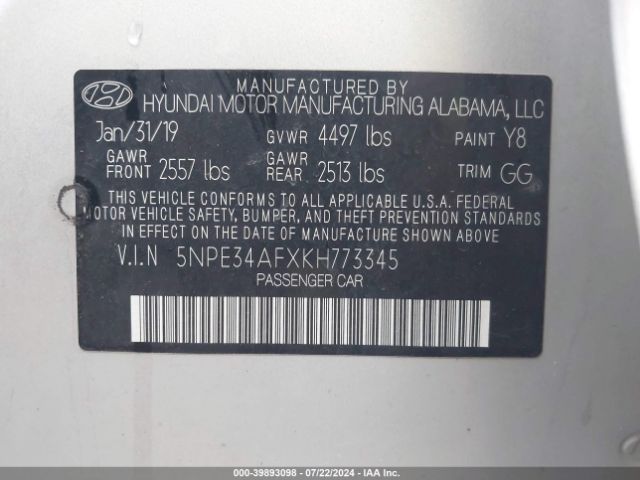 MANUFACTURED BY
HYUNDAI MOTOR MANUFACTURING ALABAMA, LLC
Jan/31/19 GVWR 4497 lbs PAINT Y8
GAWR FRONT 2557 lbs GAWR REAR 2513 lbs TRIM GG
THIS VEHICLE CONFORMS TO ALL APPLICABLE U.S.A. FEDERAL
MOTOR VEHICLE SAFETY, BUMPER, AND THEFT PREVENTION STANDARDS
IN EFFECT ON THE DATE OF MANUFACTURE SHOWN ABOVE
V.I.N 5NPE34AFXKH773345
PASSENGER CAR
000-39893098 - 07/22/2024 - IAAI.COM